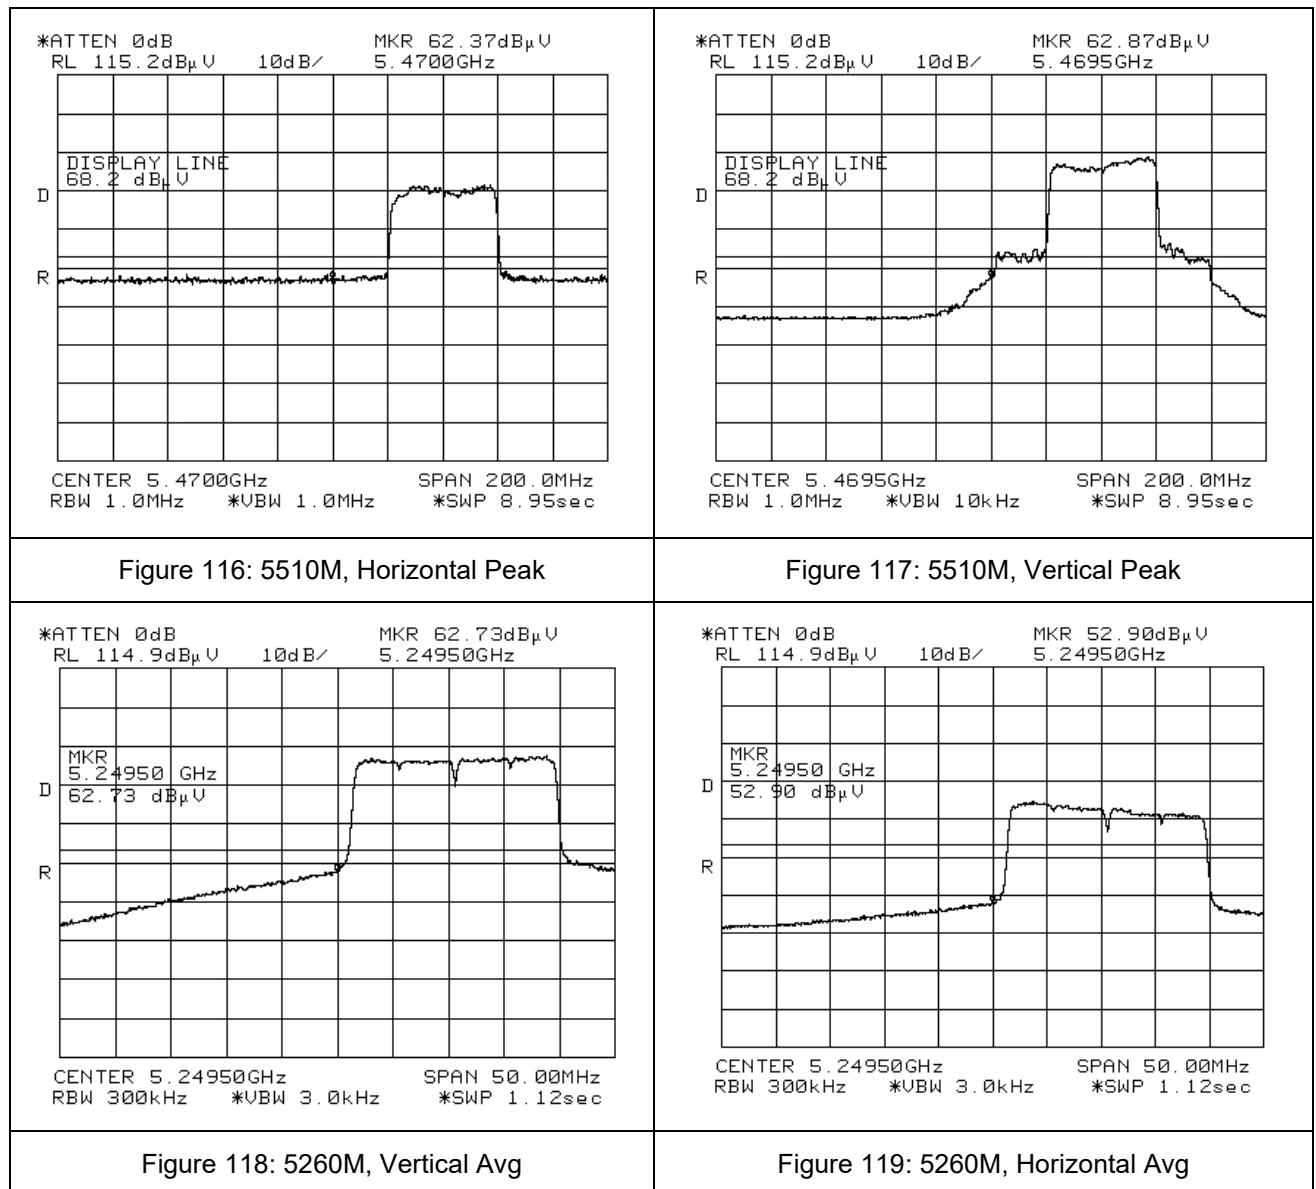 *ATTEN 0dB MKR 62.37dBμV
RL 115.2dBμV 10dB/ 5.4700GHz
DISPLAY LINE
68.2 dBμV
D
R
CENTER 5.4700GHz SPAN 200.0MHz
RBW 1.0MHz *VBW 1.0MHz *SWP 8.95sec
Figure 116: 5510M, Horizontal Peak
*ATTEN 0dB MKR 62.87dBμV
RL 115.2dBμV 10dB/ 5.4695GHz
DISPLAY LINE
68.2 dBμV
D
R
CENTER 5.4695GHz SPAN 200.0MHz
RBW 1.0MHz *VBW 10kHz *SWP 8.95sec
Figure 117: 5510M, Vertical Peak
*ATTEN 0dB MKR 62.73dBμV
RL 114.9dBμV 10dB/ 5.24950GHz
MKR
5.24950 GHz
D
62.73 dBμV
R
CENTER 5.24950GHz SPAN 50.00MHz
RBW 300kHz *VBW 3.0kHz *SWP 1.12sec
Figure 118: 5260M, Vertical Avg
*ATTEN 0dB MKR 52.90dBμV
RL 114.9dBμV 10dB/ 5.24950GHz
MKR
5.24950 GHz
D
52.90 dBμV
R
CENTER 5.24950GHz SPAN 50.00MHz
RBW 300kHz *VBW 3.0kHz *SWP 1.12sec
Figure 119: 5260M, Horizontal Avg